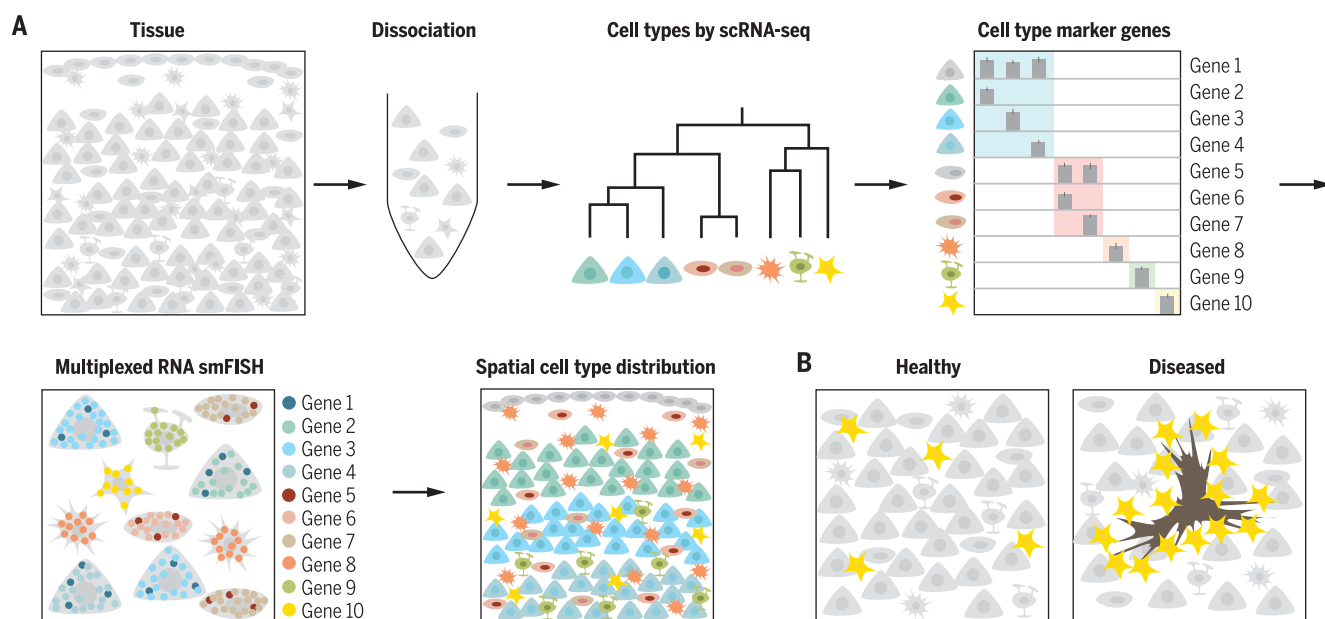 A
Tissue
Dissociation
Cell types by scRNA-seq
Cell type marker genes
Gene 1
Gene 2
Gene 3
Gene 4
Gene 5
Gene 6
Gene 7
Gene 8
Gene 9
Gene 10
Multiplexed RNA smFISH
Gene 1
Gene 2
Gene 3
Gene 4
Gene 5
Gene 6
Gene 7
Gene 8
Gene 9
Gene 10
Spatial cell type distribution
B
Healthy
Diseased